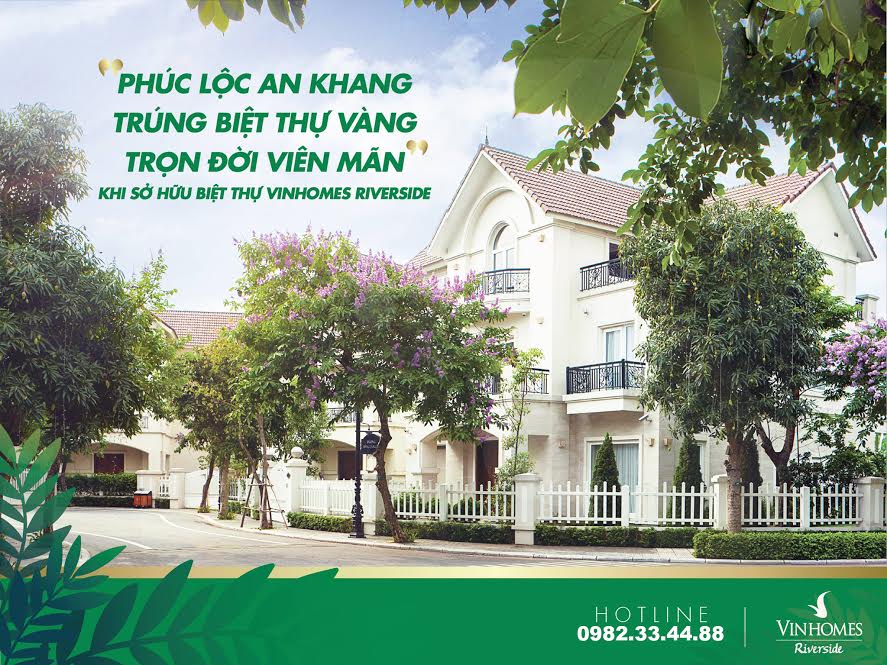 "PHÚC LỘC AN KHANG
TRÚNG BIỆT THỰ VÀNG
TRỌN ĐỜI VIÊN MÃN"
KHI SỞ HỮU BIỆT THỰ VINHOMES RIVERSIDE
HOTLINE
0982.33.44.88
VINHOMES
Riverside